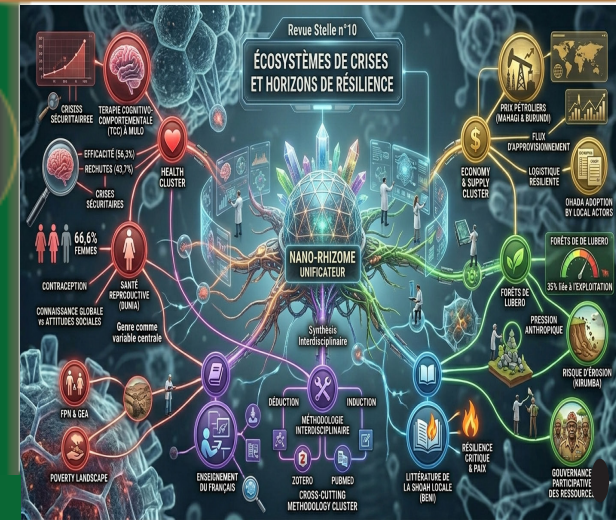 Revue Stelle n°10
ÉCOSYSTÈMES DE CRISES
ET HORIZONS DE RÉSILIENCE
CRISISS
SÉCURITAIRREE
TERAPIE COGNITIVO-
COMPORTEMENTALE
(TCC) À MULO
EFFICACITÉ (56,3%)
RECHUTES (43,7%)
CRISES
SÉCURITAIRES
HEALTH
CLUSTER
66,6%
FEMMES
CONTRACEPTION
CONNAISSANCE GLOBALE
vs ATTITUDES SOCIALES
SANTÉ
REPRODUCTIVE
(DUNIA)
Genre comme
variable centrale
FPN & GEA
POVERTY LANDSCAPE
NANO-RHIZOME
UNIFICATEUR
Synthesis
Interdisciplinaire
DÉDUCTION
INDUCTION
MÉTHODOLOGIE
INTERDISCIPLINAIRE
ZOTERO
PUBMED
CROSS-CUTTING
METHODOLOGY CLUSTER
ENSEIGNEMENT
DU FRANÇAIS
PRIX PÉTROLIERS
(MAHAGI & BURUNDI)
FLUX
D'APPROVISIONNEMENT
$
ECONOMY
& SUPPLY
CLUSTER
LOGISTIQUE
RÉSILIENTE
OHADA ADOPTION
BY LOCAL ACTORS
FORÊTS DE DE LUBERO
35% liée à l'EXPLOITATION
FORÊTS DE
LUBERO
PRESSION
ANTHROPIQUE
RISQUE D'ÉROSION
(KIRUMBA)
RÉSILIENCE
CRITIQUE
& PAIX
LITTÉRATURE DE
LA SHOAH LOCALE
(BENI)
GOUVERNANCE
PARTICIPATIVE
DES RESSOURCE.